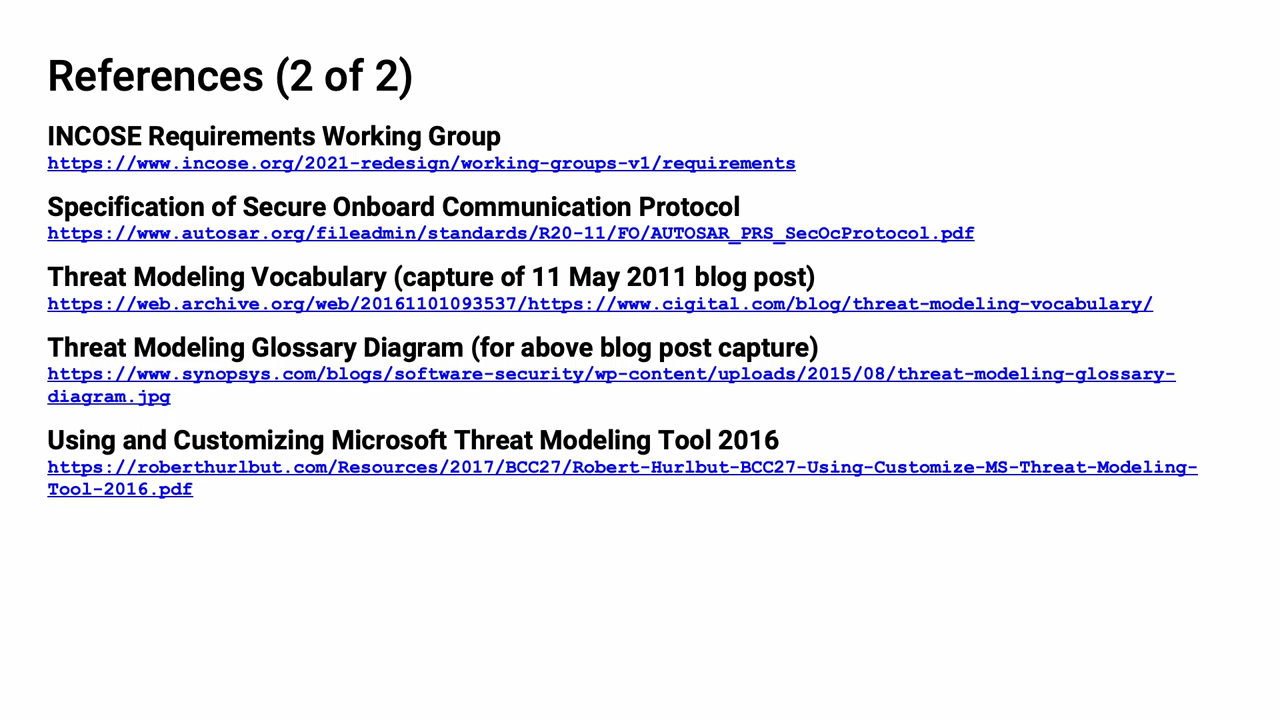 References (2 of 2)
INCOSE Requirements Working Group
https://www.incose.org/2021-redesign/working-groups-v1/requirements
Specification of Secure Onboard Communication Protocol
https://www.autosar.org/fileadmin/standards/R20-11/FO/AUTOSAR_PRS_SecOcProtocol.pdf
Threat Modeling Vocabulary (capture of 11 May 2011 blog post)
https://web.archive.org/web/20161101093537/https://www.cigital.com/blog/threat-modeling-vocabulary/
Threat Modeling Glossary Diagram (for above blog post capture)
https://www.synopsys.com/blogs/software-security/wp-content/uploads/2015/08/threat-modeling-glossary-
diagram.jpg
Using and Customizing Microsoft Threat Modeling Tool 2016
https://roberthurlbut.com/Resources/2017/BCC27/Robert-Hurlbut-BCC27-Using-Customize-MS-Threat-Modeling-
Tool-2016.pdf